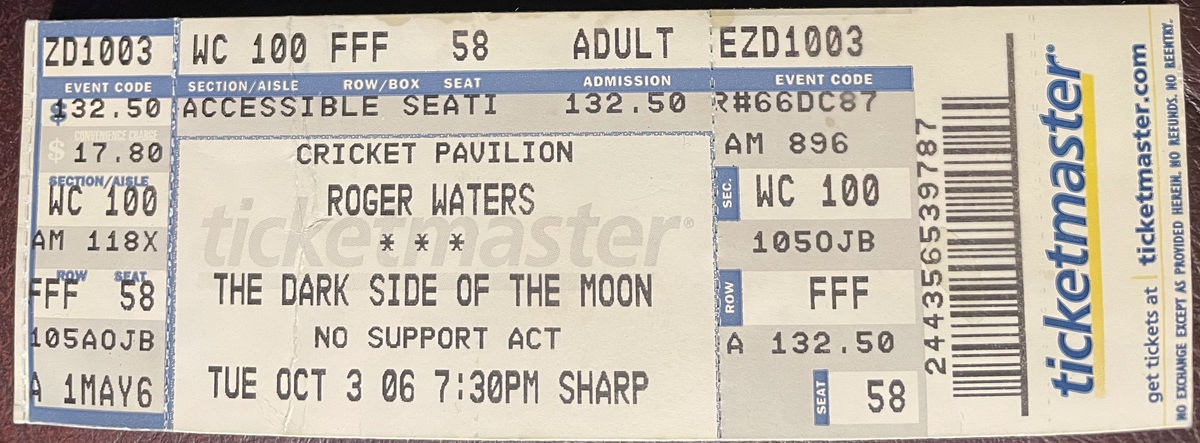 ZD1003
EVENT CODE
$ 132.50
CONVENIENCE CHARGE
$ 17.80
SECTION/AISLE
WC 100
AM 118X
ROW SEAT
FFF 58
105AOJB
A 1MAY6
WC 100 FFF 58 ADULT
SECTION/AISLE ROW/BOX SEAT ADMISSION
ACCESSIBLE SEATI 132.50
CRICKET PAVILION
ROGER WATERS
ticketmaster®
* * *
THE DARK SIDE OF THE MOON
NO SUPPORT ACT
TUE OCT 3 06 7:30PM SHARP
EZD1003
EVENT CODE
R#66DC87
AM 896
SEC. WC 100
105OJB
ROW FFF
A 132.50
SEAT 58
244356539787
ticketmaster®
get tickets at ticketmaster.com
NO EXCHANGE EXCEPT AS PROVIDED HEREIN. NO REFUNDS. NO REENTRY.